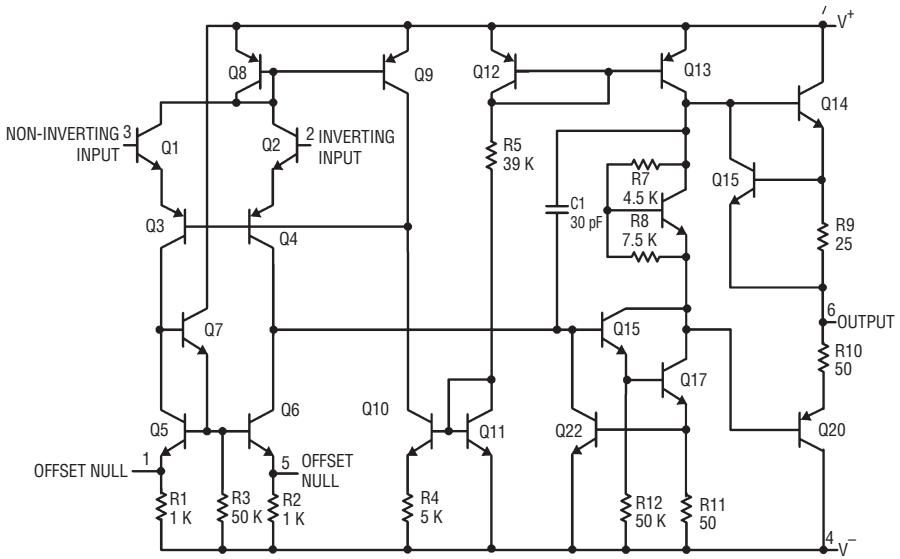 V+
Q8
Q9
Q12
Q13
Q14
NON-INVERTING 3
INPUT
Q1
Q2
2 INVERTING
INPUT
R5
39 K
Q15
R7
4.5 K
C1
30 pF
R8
7.5 K
Q3
Q4
R9
25
6
OUTPUT
Q7
Q15
R10
50
Q17
Q5
Q6
Q10
Q11
Q22
Q20
OFFSET NULL
1
5 OFFSET
NULL
R1
1 K
R3
50 K
R2
1 K
R4
5 K
R12
50 K
R11
50
4
V−